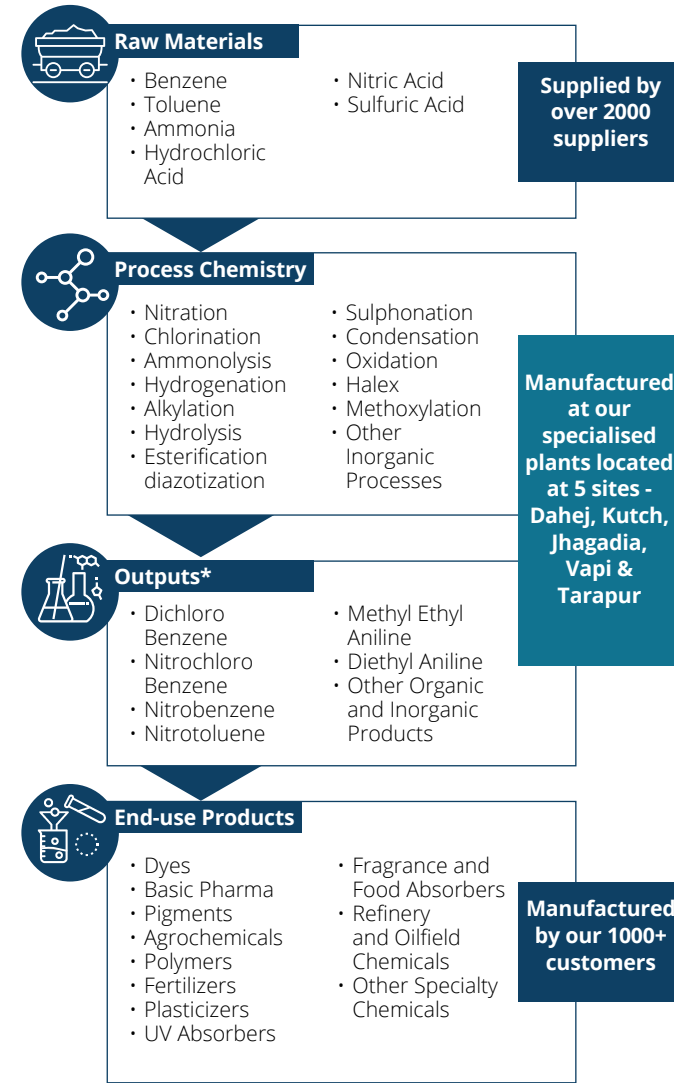 Raw Materials
• Benzene
• Toluene
• Ammonia
• Hydrochloric
Acid
• Nitric Acid
• Sulfuric Acid
Supplied by
over 2000
suppliers
Process Chemistry
• Nitration
• Chlorination
• Ammonolysis
• Hydrogenation
• Alkylation
• Hydrolysis
• Esterification
diazotization
• Sulphonation
• Condensation
• Oxidation
• Halex
• Methoxylation
• Other
Inorganic
Processes
Manufactured
at our
specialised
plants located
at 5 sites -
Dahej, Kutch,
Jhagadia,
Vapi &
Tarapur
Outputs*
• Dichloro
Benzene
• Nitrochloro
Benzene
• Nitrobenzene
• Nitrotoluene
• Methyl Ethyl
Aniline
• Diethyl Aniline
• Other Organic
and Inorganic
Products
End-use Products
• Dyes
• Basic Pharma
• Pigments
• Agrochemicals
• Polymers
• Fertilizers
• Plasticizers
• UV Absorbers
• Fragrance and
Food Absorbers
• Refinery
and Oilfield
Chemicals
• Other Specialty
Chemicals
Manufactured
by our 1000+
customers